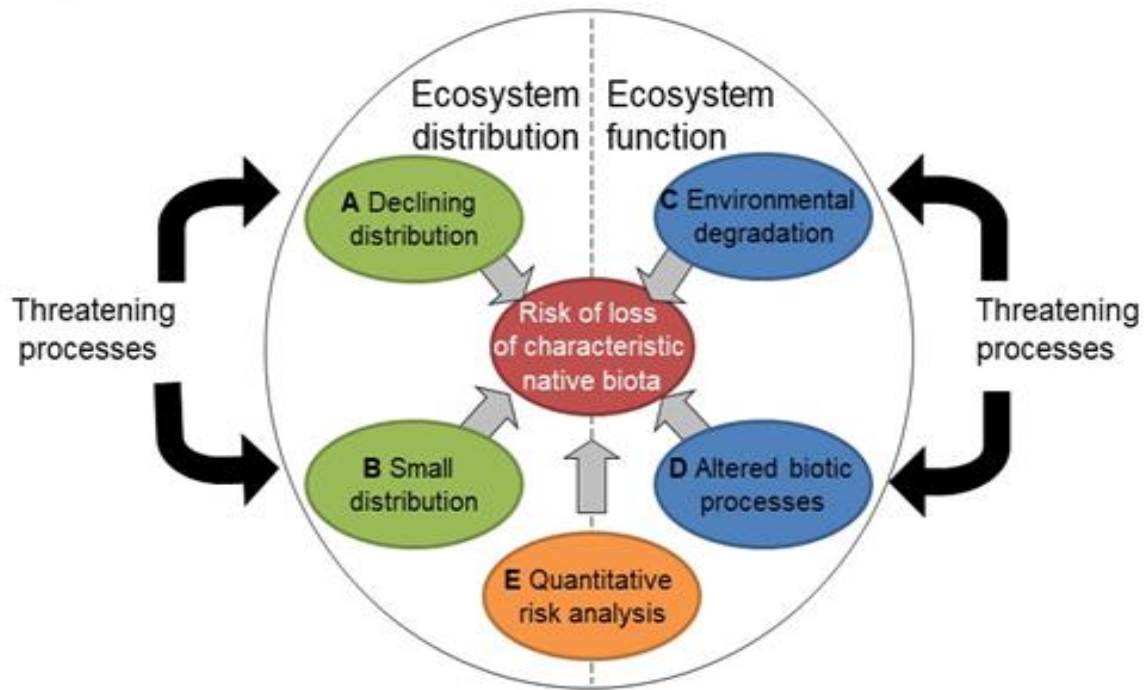 Ecosystem
distribution
Ecosystem
function
A Declining
distribution
C Environmental
degradation
Threatening
processes
Risk of loss
of characteristic
native biota
Threatening
processes
B Small
distribution
D Altered biotic
processes
E Quantitative
risk analysis